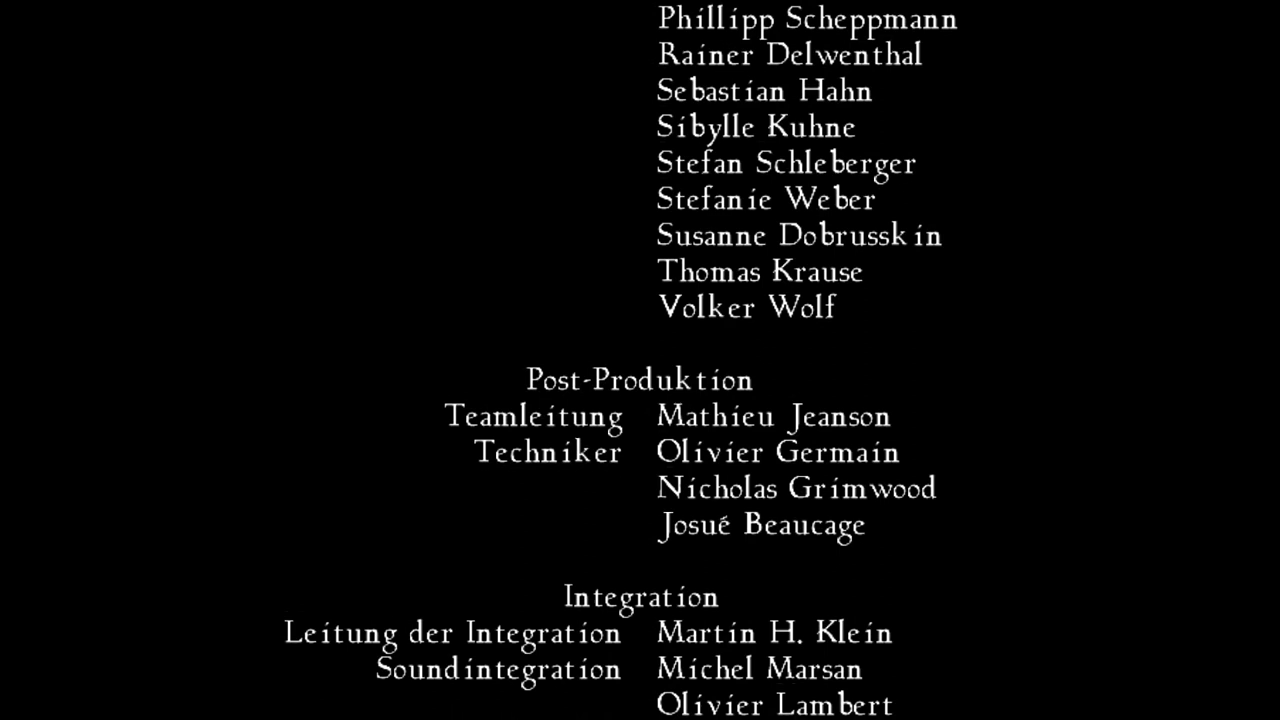 Phillipp Scheppmann
Rainer Delwenthal
Sebastian Hahn
Sibylle Kuhne
Stefan Schleberger
Stefanie Weber
Susanne Dobrusskin
Thomas Krause
Volker Wolf
Post-Produktion
Teamleitung Mathieu Jeanson
Techniker Olivier Germain
Nicholas Grimwood
Josué Beaucage
Integration
Leitung der Integration Martin H. Klein
Soundintegration Michel Marsan
Olivier Lambert